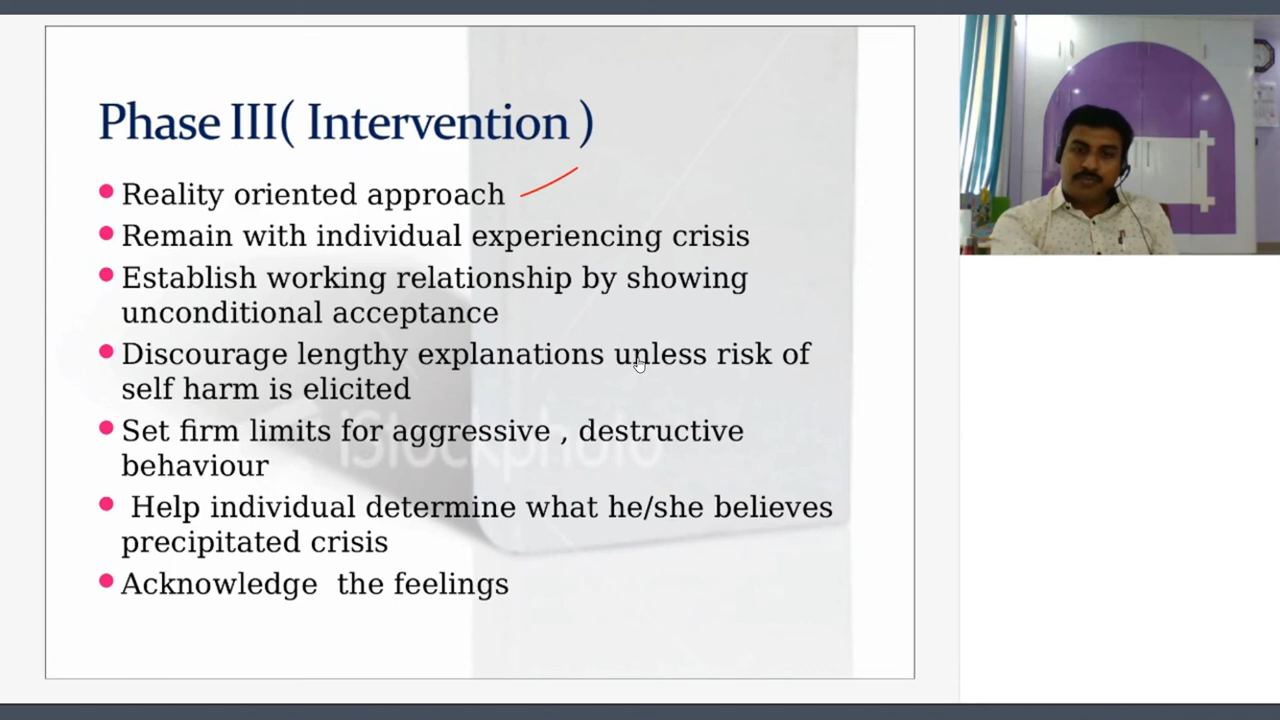 Phase III( Intervention )
Reality oriented approach
Remain with individual experiencing crisis
Establish working relationship by showing
unconditional acceptance
Discourage lengthy explanations unless risk of
self harm is elicited
Set firm limits for aggressive , destructive
behaviour
Help individual determine what he/she believes
precipitated crisis
Acknowledge  the feelings
iStockphoto